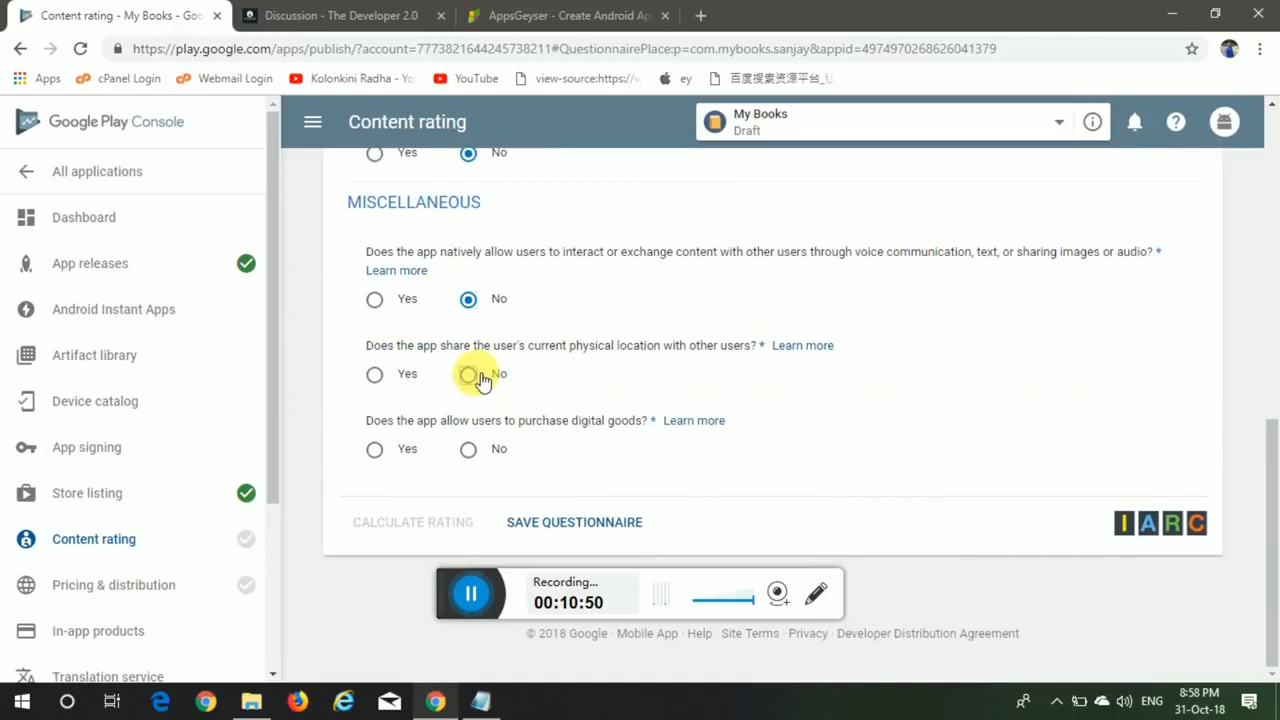 Content rating - My Books - Goo
Discussion - The Developer 2.0
AppsGeyser - Create Android Ap
https://play.google.com/apps/publish/?account=7773821644245738211#QuestionnairePlace:p=com.mybooks.sanjay&appid=4974970268626041379
Apps
cPanel Login
Webmail Login
Kolonkini Radha - Yo
YouTube
view-source:https://
ey
Google Play Console
Content rating
My Books
Draft
All applications
Dashboard
App releases
Android Instant Apps
Artifact library
Device catalog
App signing
Store listing
Content rating
Pricing & distribution
In-app products
Translation service
Yes No
MISCELLANEOUS
Does the app natively allow users to interact or exchange content with other users through voice communication, text, or sharing images or audio? *
Learn more
Yes No
Does the app share the user's current physical location with other users? * Learn more
Yes No
Does the app allow users to purchase digital goods? * Learn more
Yes No
CALCULATE RATING SAVE QUESTIONNAIRE
IARC
Recording...
00:10:50
© 2018 Google · Mobile App · Help · Site Terms · Privacy · Developer Distribution Agreement
ENG
8:58 PM
31-Oct-18